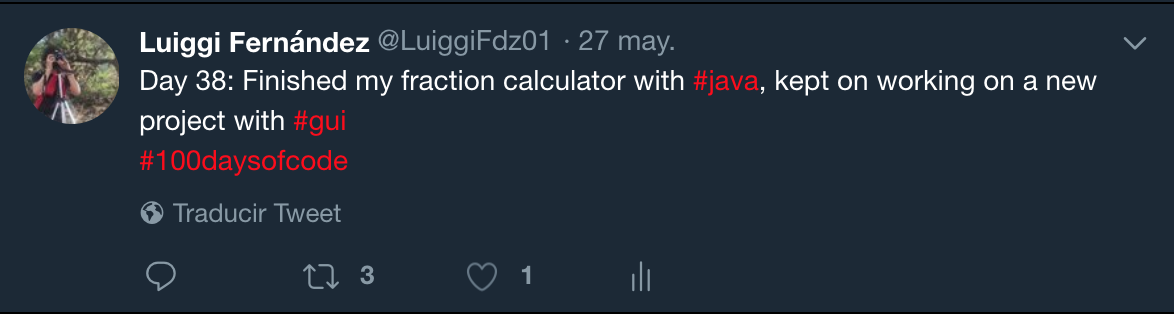 Luiggi Fernández @LuiggiFdz01 · 27 may.
Day 38: Finished my fraction calculator with #java, kept on working on a new
project with #gui
#100daysofcode
Traducir Tweet
3 1